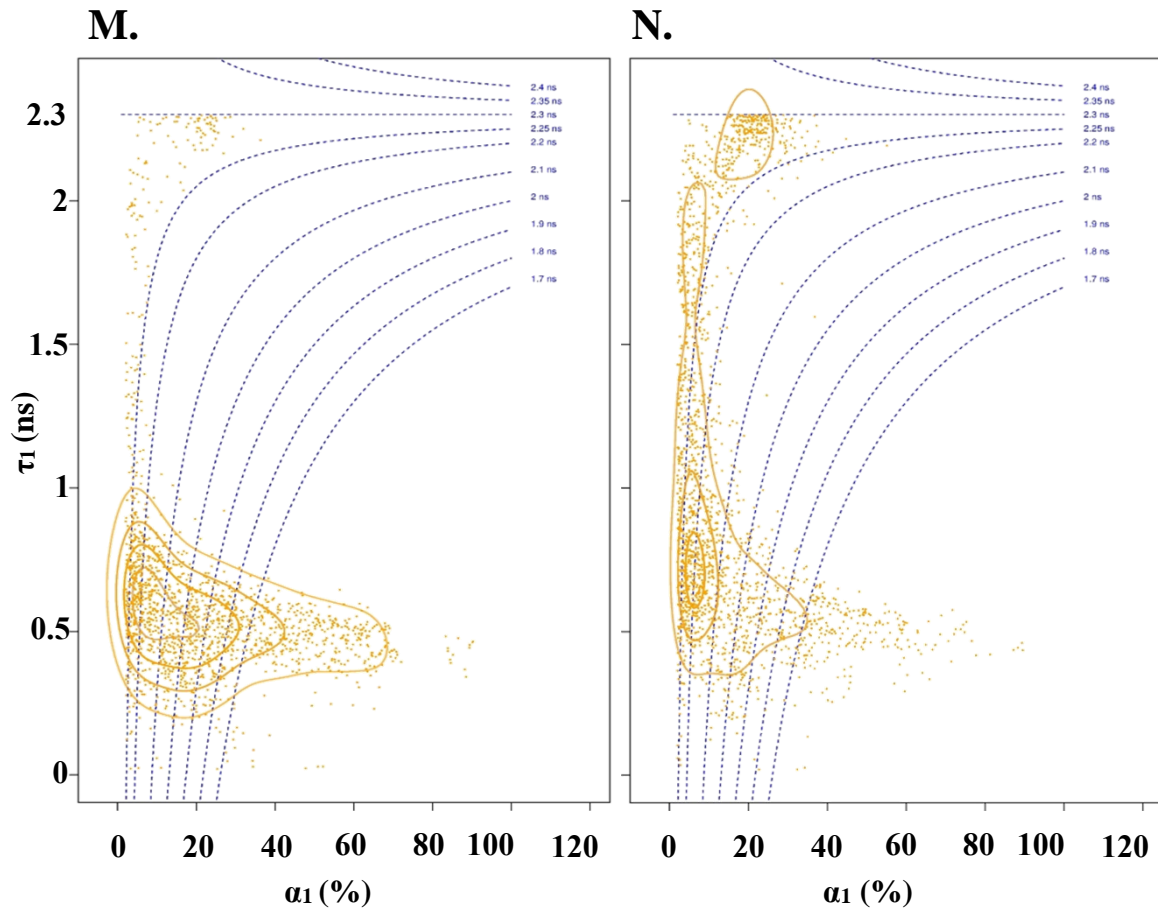 M.
N.
2.4 ns
2.35 ns
2.3 ns
2.25 ns
2.2 ns
2.1 ns
2 ns
1.9 ns
1.8 ns
1.7 ns
2.4 ns
2.35 ns
2.3 ns
2.25 ns
2.2 ns
2.1 ns
2 ns
1.9 ns
1.8 ns
1.7 ns
2.3
2
1.5
1
0.5
0
τ1 (ns)
0 20 40 60 80 100 120
0 20 40 60 80 100 120
α1 (%)
α1 (%)